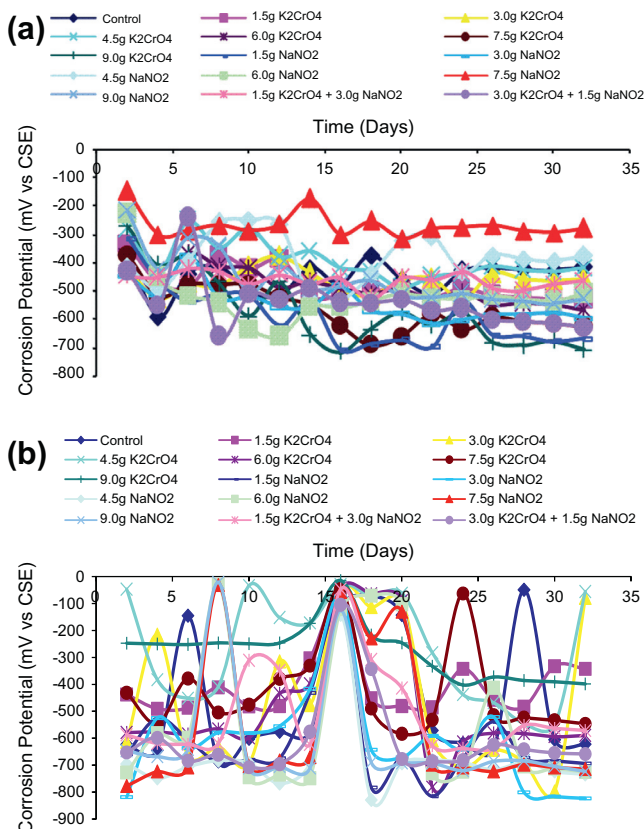 (a)
Control 1.5g K2CrO4 3.0g K2CrO4
4.5g K2CrO4 6.0g K2CrO4 7.5g K2CrO4
9.0g K2CrO4 1.5g NaNO2 3.0g NaNO2
4.5g NaNO2 6.0g NaNO2 7.5g NaNO2
9.0g NaNO2 1.5g K2CrO4 + 3.0g NaNO2 3.0g K2CrO4 + 1.5g NaNO2
Time (Days)
0 5 10 15 20 25 30 35
Corrosion Potential (mV vs CSE)
0
-100
-200
-300
-400
-500
-600
-700
-800
(b)
Control 1.5g K2CrO4 3.0g K2CrO4
4.5g K2CrO4 6.0g K2CrO4 7.5g K2CrO4
9.0g K2CrO4 1.5g NaNO2 3.0g NaNO2
4.5g NaNO2 6.0g NaNO2 7.5g NaNO2
9.0g NaNO2 1.5g K2CrO4 + 3.0g NaNO2 3.0g K2CrO4 + 1.5g NaNO2
Time (Days)
0 5 10 15 20 25 30 35
Corrosion Potential (mV vs CSE)
0
-100
-200
-300
-400
-500
-600
-700
-800
-900